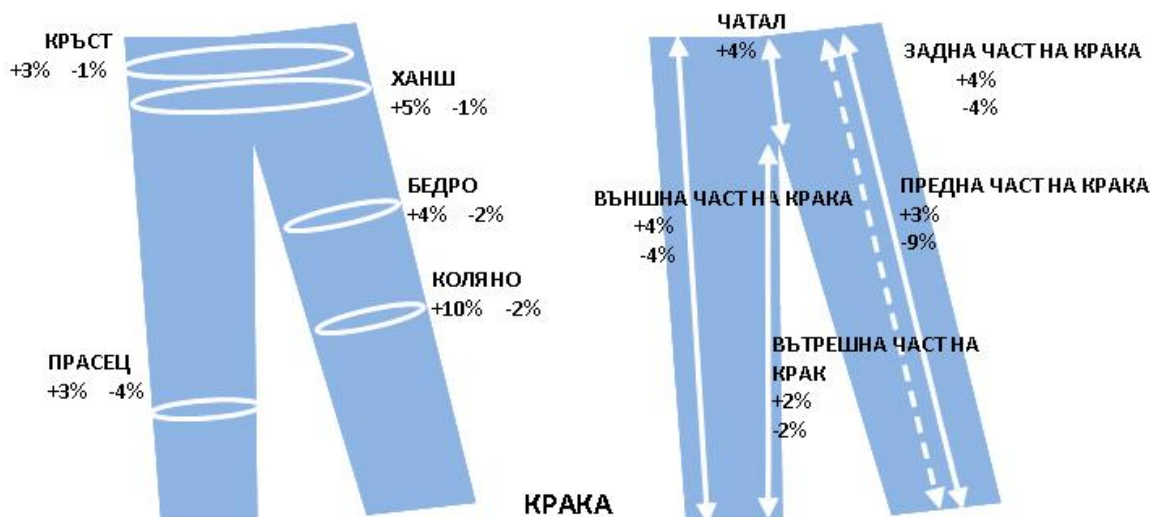 КРЪСТ
+3% -1%
ХАНШ
+5% -1%
БЕДРО
+4% -2%
КОЛЯНО
+10% -2%
ПРАСЕЦ
+3% -4%
ЧАТАЛ
+4%
ЗАДНА ЧАСТ НА КРАКА
+4%
-4%
ВЪНШНА ЧАСТ НА КРАКА
+4%
-4%
ПРЕДНА ЧАСТ НА КРАКА
+3%
-9%
ВЪТРЕШНА ЧАСТ НА
КРАК
+2%
-2%
КРАКА